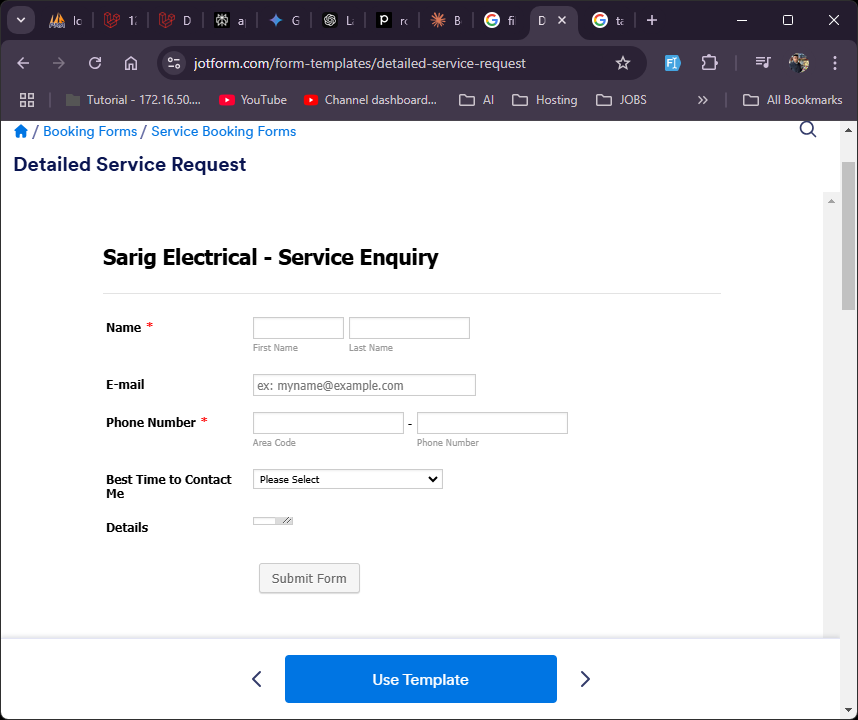 lc
1:
D
a
G
L
p
r
B
fi
D
ta
jotform.com/form-templates/detailed-service-request
Tutorial - 172.16.50....
YouTube
Channel dashboard...
AI
Hosting
JOBS
All Bookmarks
/ Booking Forms / Service Booking Forms
Detailed Service Request
Sarig Electrical - Service Enquiry
Name *
First Name
Last Name
E-mail
ex: myname@example.com
Phone Number *
-
Area Code
Phone Number
Best Time to Contact
Me
Please Select
Details
Submit Form
Use Template